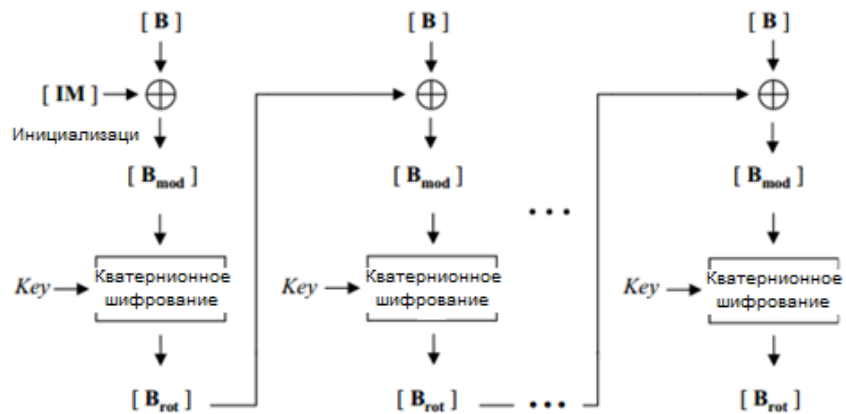 [ B ] [ B ] [ B ]
[ IM ]
Инициализаци
[ Bmod ] [ Bmod ] [ Bmod ]
...
Key Кватернионное шифрование Key Кватернионное шифрование Key Кватернионное шифрование
[ Brot ] [ Brot ] ... [ Brot ]